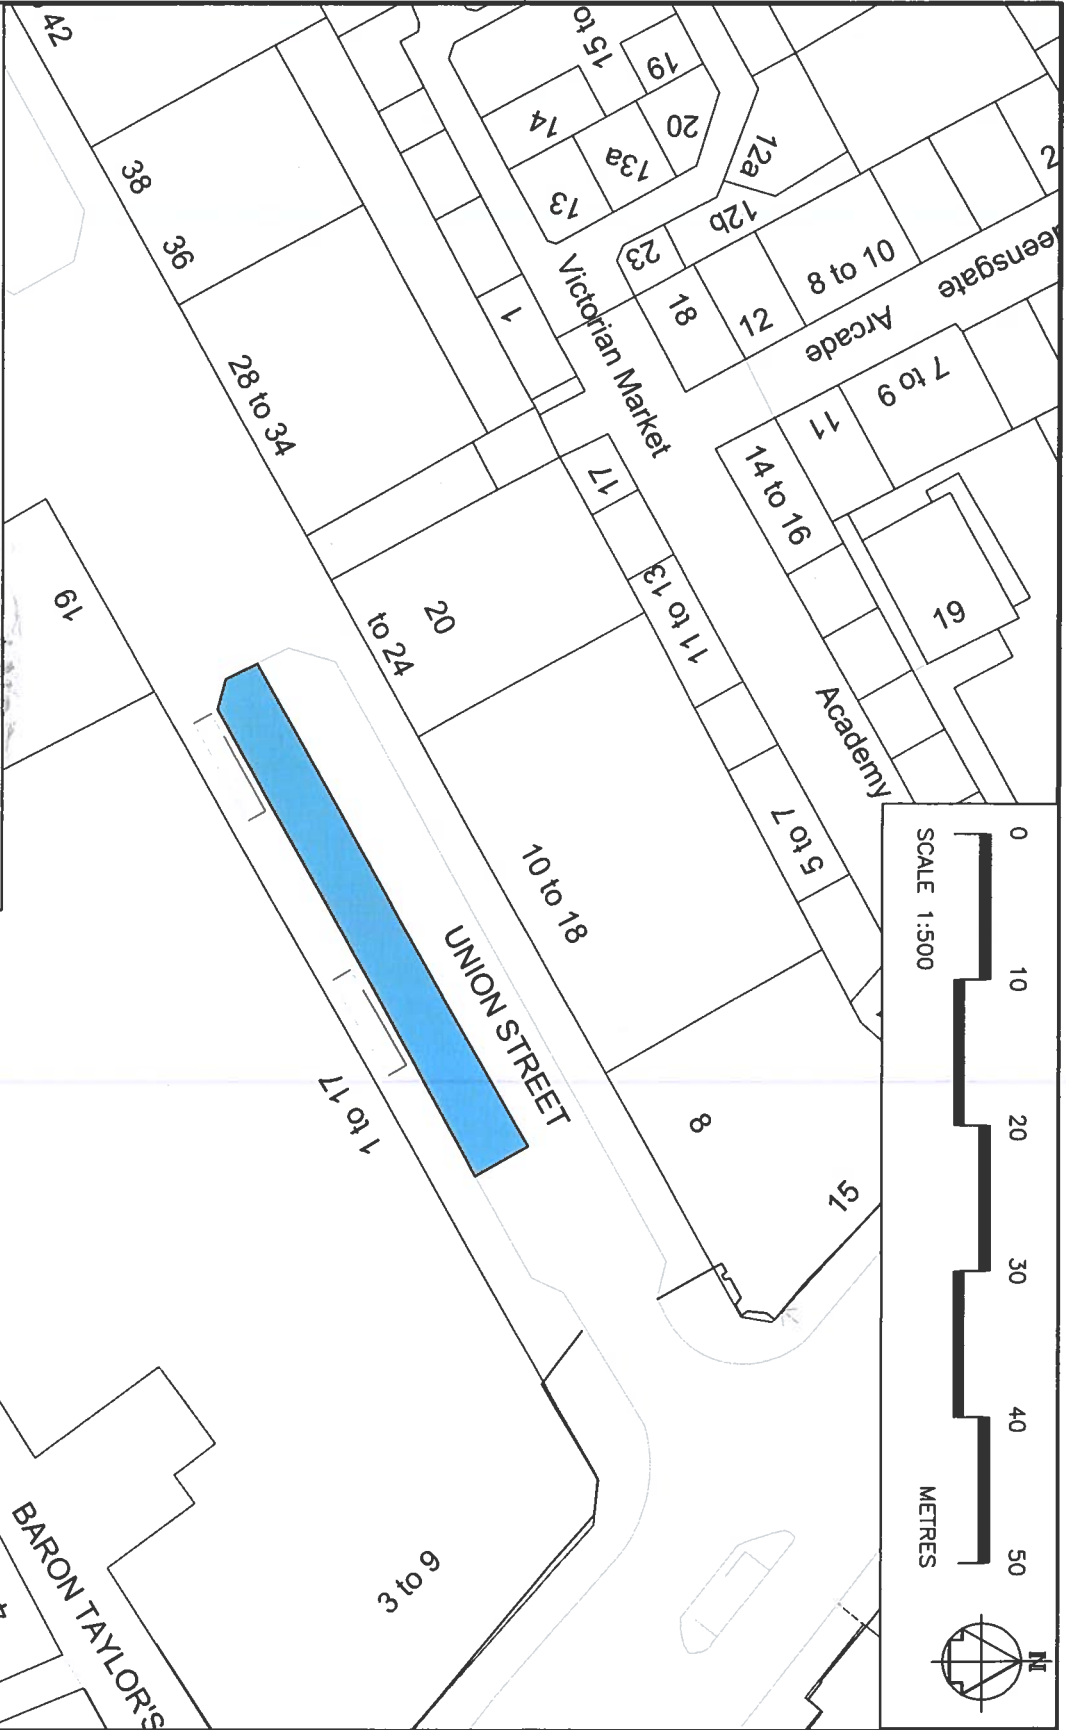 42
38
36
28 to 34
20
to 24
10 to 18
8
15
19
1 to 17
3 to 9
UNION STREET
BARON TAYLOR'S
15 to
19
20
14
13a
13
12a
12b
23
18
12
8 to 10
2
Arcade
7 to 9
11
14 to 16
19
Victorian Market
1
17
11 to 13
5 to 7
Academy
0
10
20
30
40
50
SCALE 1:500
METRES
N